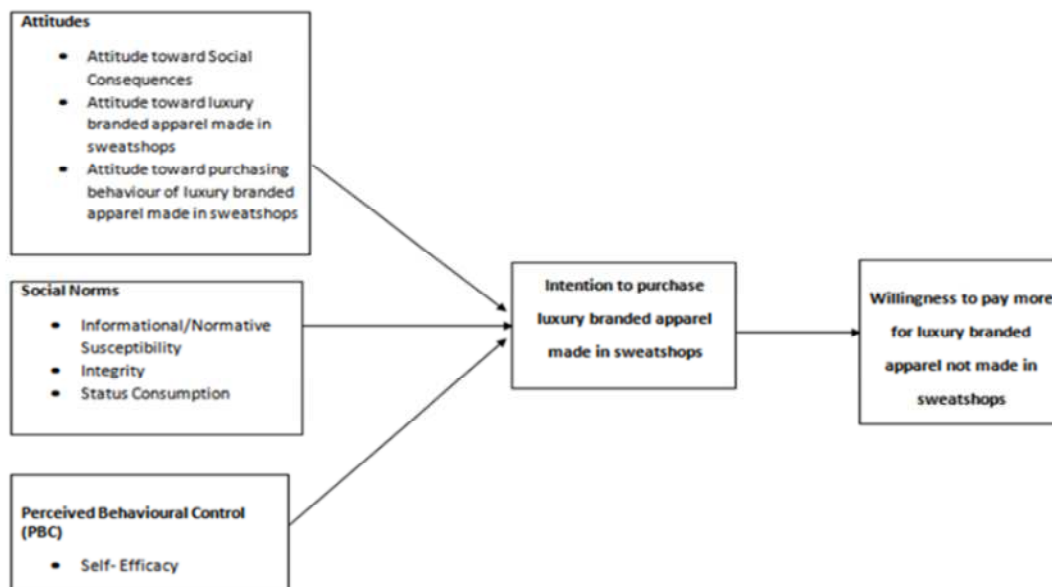 Attitudes
• Attitude toward Social
Consequences
• Attitude toward luxury
branded apparel made in
sweatshops
• Attitude toward purchasing
behaviour of luxury branded
apparel made in sweatshops
Social Norms
• Informational/Normative
Susceptibility
• Integrity
• Status Consumption
Perceived Behavioural Control
(PBC)
• Self- Efficacy
Intention to purchase
luxury branded apparel
made in sweatshops
Willingness to pay more
for luxury branded
apparel not made in
sweatshops